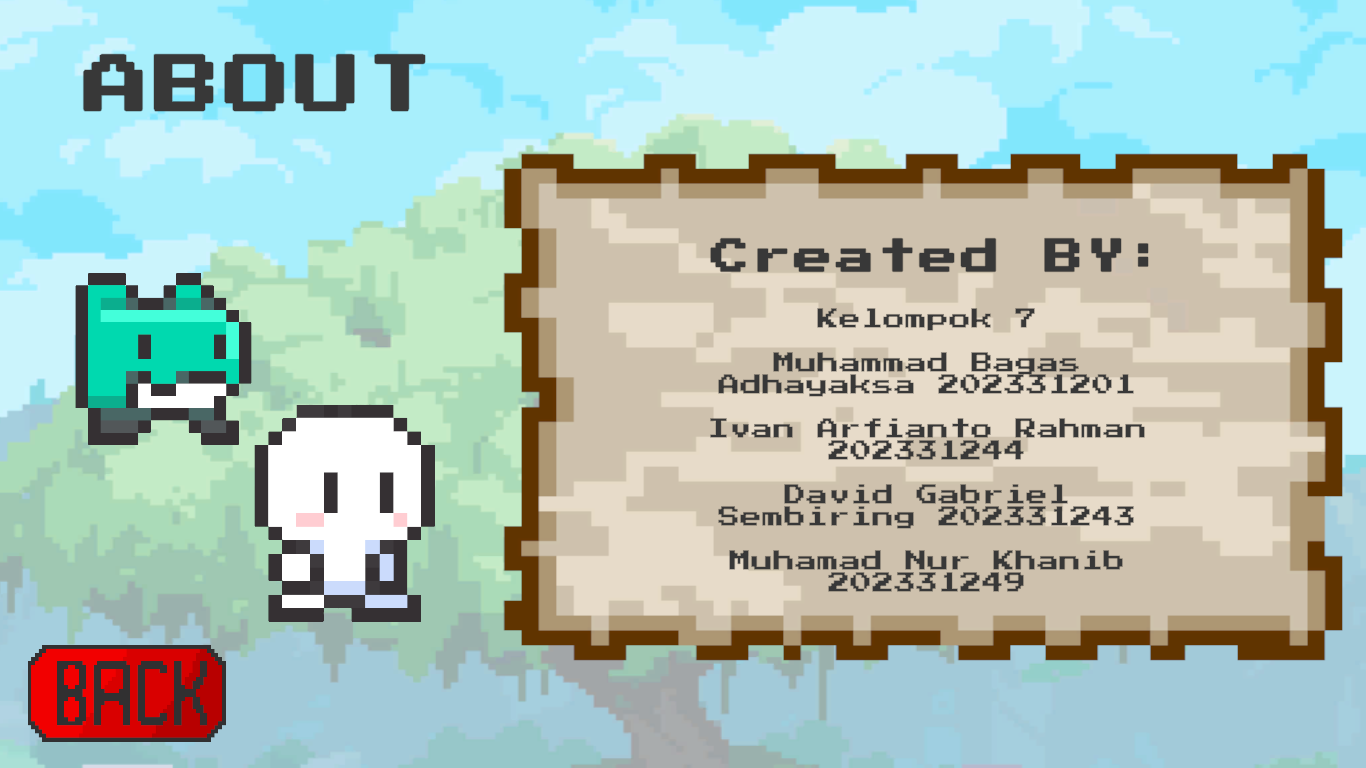 ABOUT
Created BY:
Kelompok 7
Muhammad Bagas
Adhayaksa 202331201
Ivan Arfianto Rahman
202331244
David Gabriel
Sembiring 202331243
Muhamad Nur Khanib
202331249
BACK